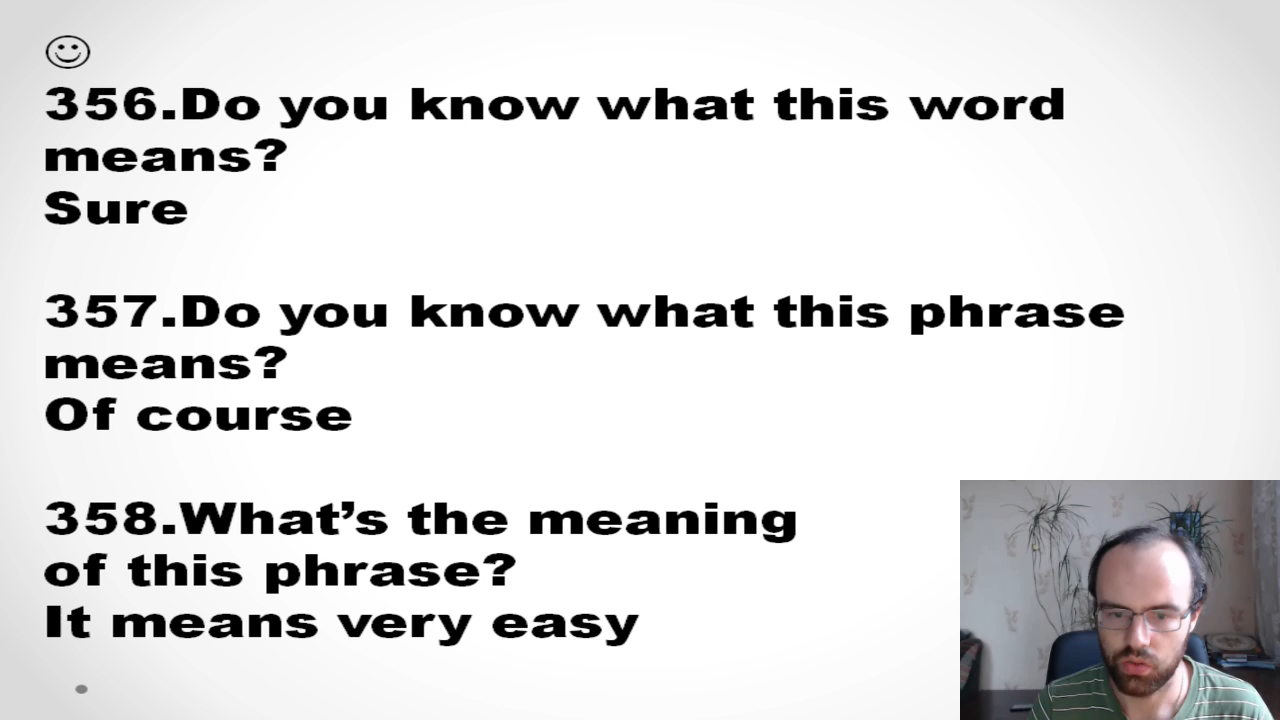 356.Do you know what this word
means?
Sure
357.Do you know what this phrase
means?
Of course
358.What’s the meaning
of this phrase?
It means very easy